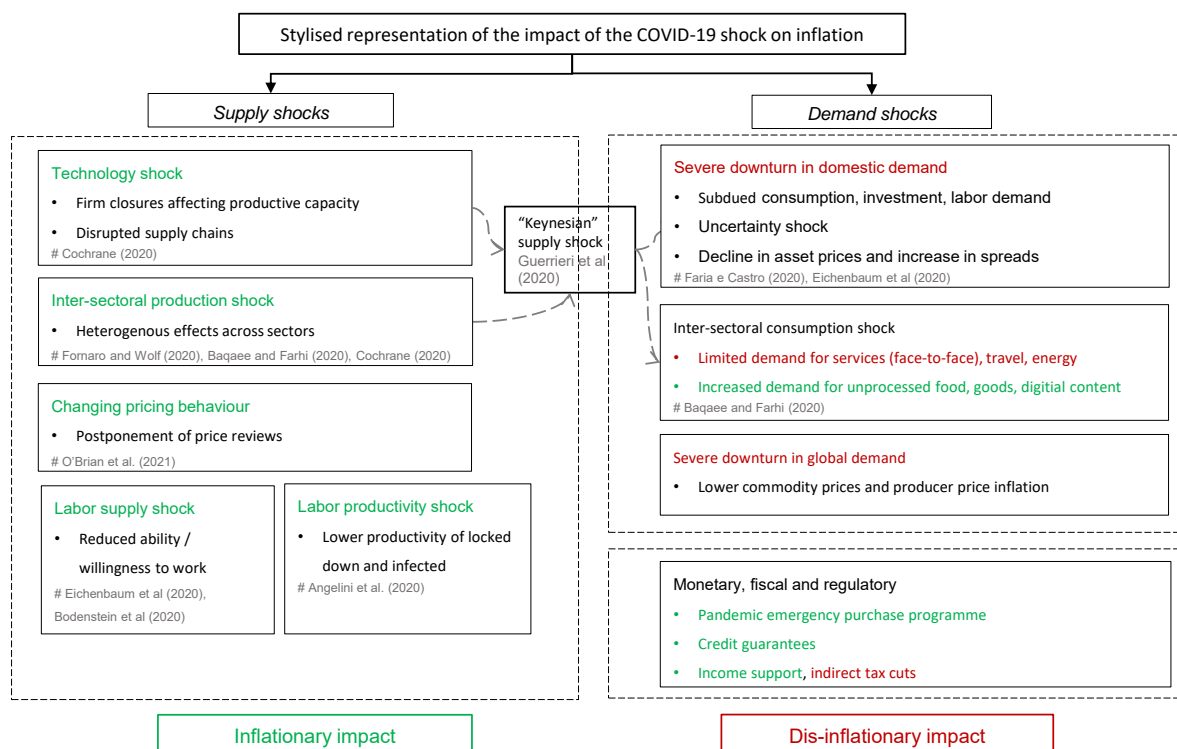 Stylised representation of the impact of the COVID-19 shock on inflation
Supply shocks
Technology shock
• Firm closures affecting productive capacity
• Disrupted supply chains
# Cochrane (2020)
Inter-sectoral production shock
• Heterogenous effects across sectors
# Fornaro and Wolf (2020), Baqaee and Farhi (2020), Cochrane (2020)
Changing pricing behaviour
• Postponement of price reviews
# O'Brian et al. (2021)
Labor supply shock
• Reduced ability /
willingness to work
# Eichenbaum et al (2020),
Bodenstein et al (2020)
Labor productivity shock
• Lower productivity of locked
down and infected
# Angelini et al. (2020)
"Keynesian"
supply shock
Guerrieri et al
(2020)
Demand shocks
Severe downturn in domestic demand
• Subdued consumption, investment, labor demand
• Uncertainty shock
• Decline in asset prices and increase in spreads
# Faria e Castro (2020), Eichenbaum et al (2020)
Inter-sectoral consumption shock
• Limited demand for services (face-to-face), travel, energy
• Increased demand for unprocessed food, goods, digitial content
# Baqaee and Farhi (2020)
Severe downturn in global demand
• Lower commodity prices and producer price inflation
Monetary, fiscal and regulatory
• Pandemic emergency purchase programme
• Credit guarantees
• Income support, indirect tax cuts
Inflationary impact
Dis-inflationary impact